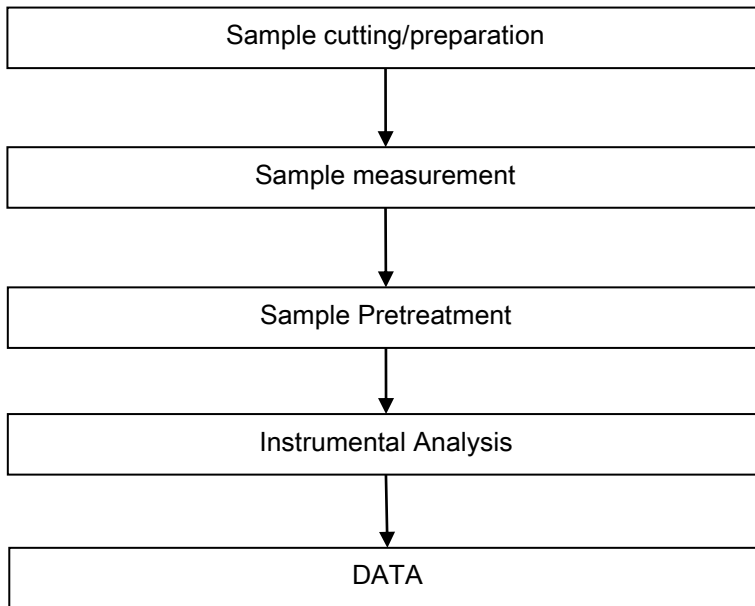 Sample cutting/preparation
Sample measurement
Sample Pretreatment
Instrumental Analysis
DATA